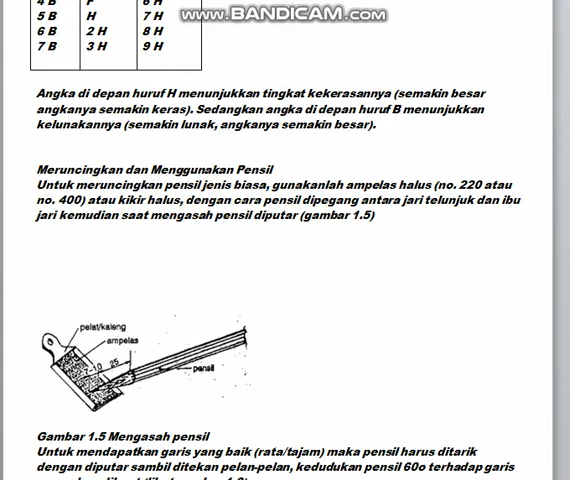 www.BANDICAM.com
4 B F 6 H
5 B H 7 H
6 B 2 H 8 H
7 B 3 H 9 H
Angka di depan huruf H menunjukkan tingkat kekerasannya (semakin besar
angkanya semakin keras). Sedangkan angka di depan huruf B menunjukkan
kelunakannya (semakin lunak, angkanya semakin besar).
Meruncingkan dan Menggunakan Pensil
Untuk meruncingkan pensil jenis biasa, gunakanlah ampelas halus (no. 220 atau
no. 400) atau kikir halus, dengan cara pensil dipegang antara jari telunjuk dan ibu
jari kemudian saat mengasah pensil diputar (gambar 1.5)
pelat/kaleng
ampelas
7-10 25
pensil
Gambar 1.5 Mengasah pensil
Untuk mendapatkan garis yang baik (rata/tajam) maka pensil harus ditarik
dengan diputar sambil ditekan pelan-pelan, kedudukan pensil 60o terhadap garis